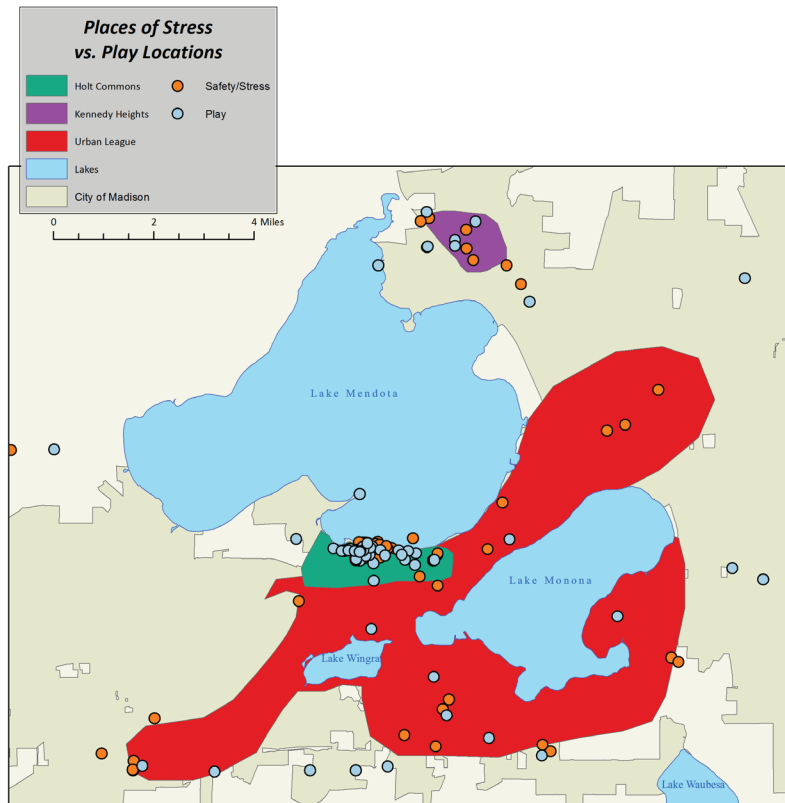 Places of Stress
vs. Play Locations
Holt Commons
Safety/Stress
Kennedy Heights
Play
Urban League
Lakes
City of Madison
0 2 4 Miles
Lake Mendota
Lake Monona
Lake Wingra
Lake Waubesa